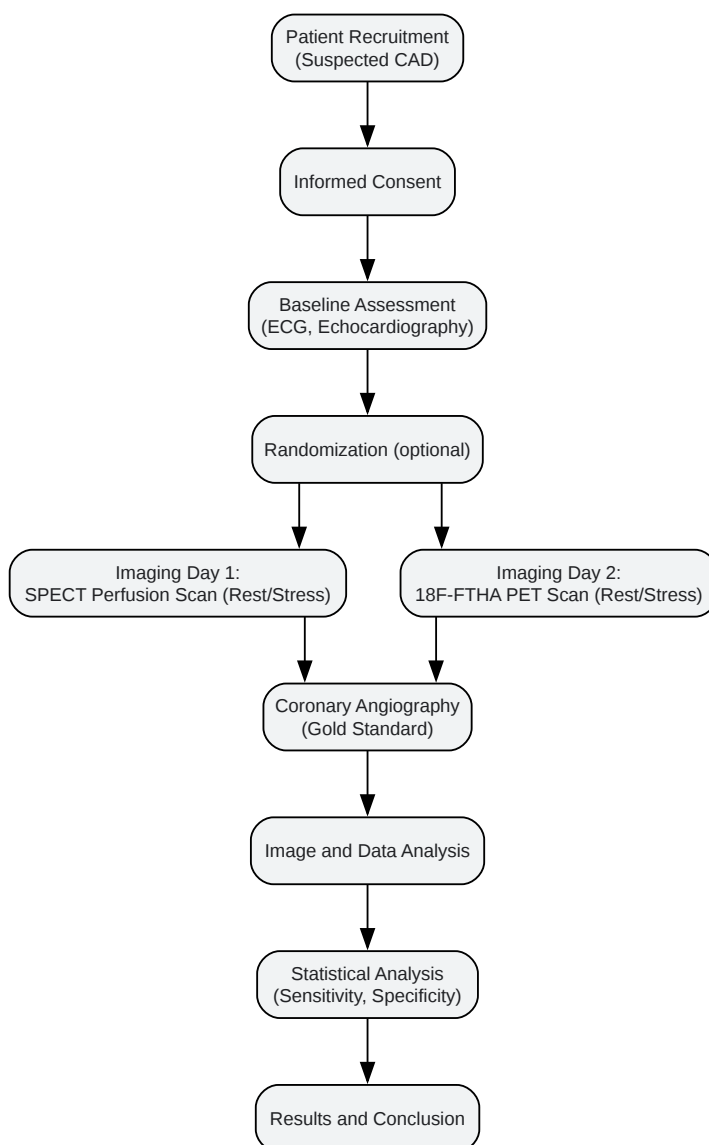 Patient Recruitment
(Suspected CAD)
Informed Consent
Baseline Assessment
(ECG, Echocardiography)
Randomization (optional)
Imaging Day 1:
SPECT Perfusion Scan (Rest/Stress)
Imaging Day 2:
18F-FTHA PET Scan (Rest/Stress)
Coronary Angiography
(Gold Standard)
Image and Data Analysis
Statistical Analysis
(Sensitivity, Specificity)
Results and Conclusion